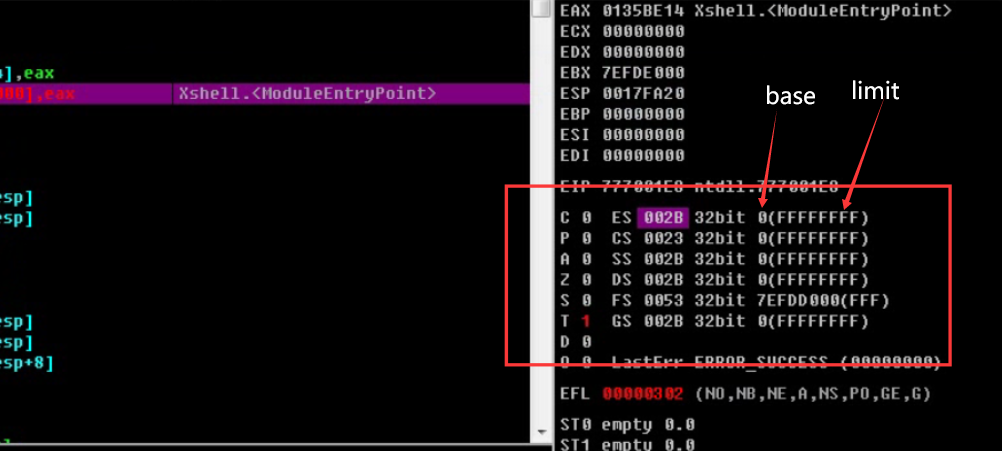 ],eax
000],eax Xshell.<ModuleEntryPoint>
esp]
esp]
esp]
esp]
esp+8]
EAX 0135BE14 Xshell.<ModuleEntryPoint>
ECX 00000000
EDX 00000000
EBX 7EFDE000
ESP 0017FA20
EBP 00000000
ESI 00000000
EDI 00000000
base limit
EIP 777001E8 ntdll.777001E8
C 0 ES 002B 32bit 0(FFFFFFFF)
P 0 CS 0023 32bit 0(FFFFFFFF)
A 0 SS 002B 32bit 0(FFFFFFFF)
Z 0 DS 002B 32bit 0(FFFFFFFF)
S 0 FS 0053 32bit 7EFDD000(FFF)
T 1 GS 002B 32bit 0(FFFFFFFF)
D 0
O 0 LastErr ERROR_SUCCESS (00000000)
EFL 00000302 (NO,NB,NE,A,NS,PO,GE,G)
ST0 empty 0.0
ST1 empty 0.0